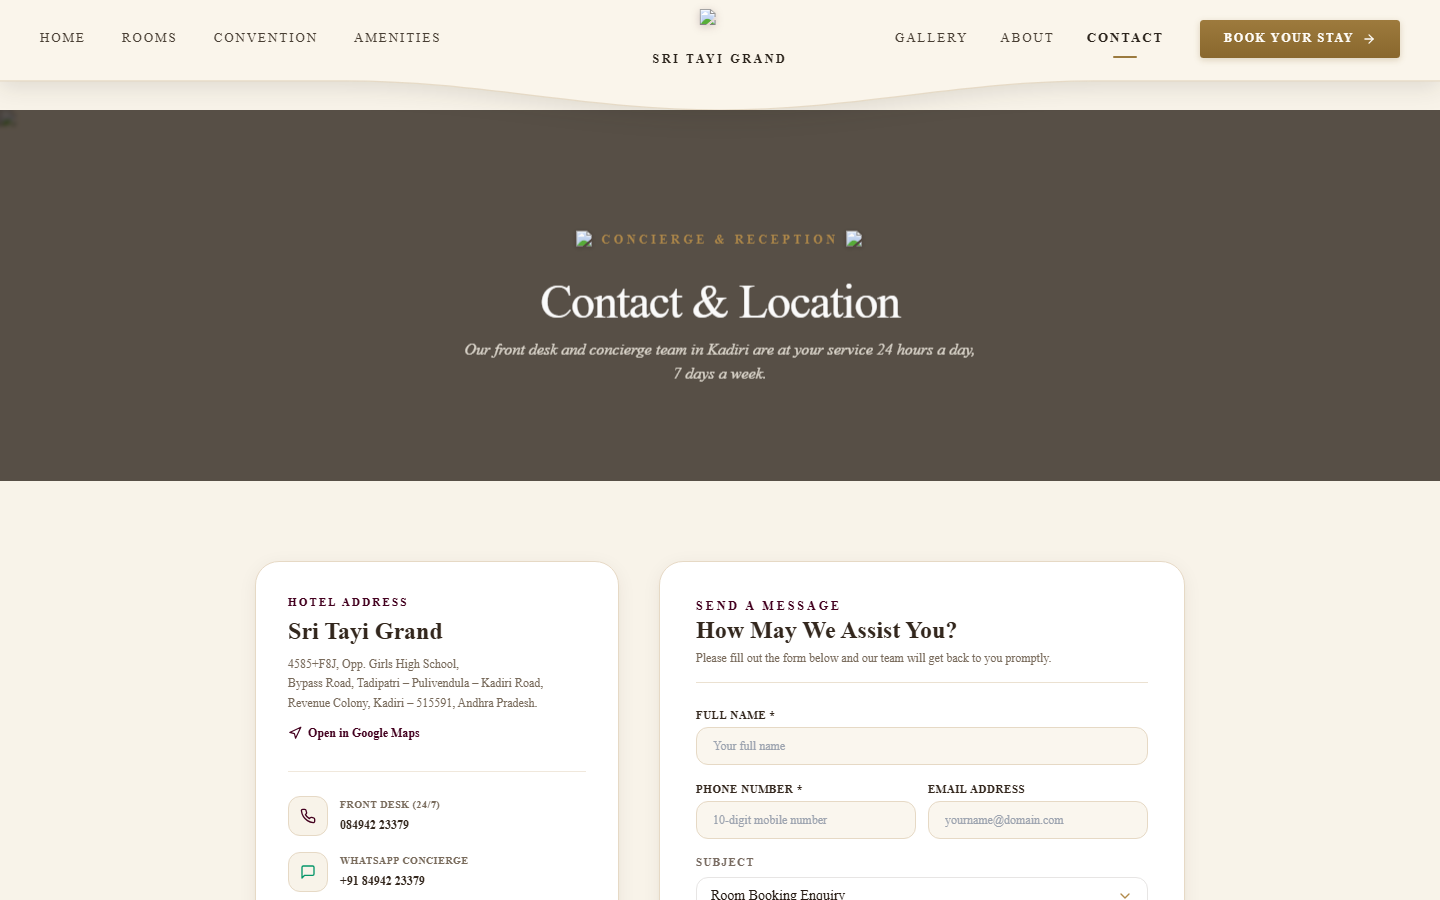 HOME
ROOMS
CONVENTION
AMENITIES
SRI TAYI GRAND
GALLERY
ABOUT
CONTACT
BOOK YOUR STAY
CONCIERGE & RECEPTION
Contact & Location
Our front desk and concierge team in Kadiri are at your service 24 hours a day,
7 days a week.
HOTEL ADDRESS
Sri Tayi Grand
4585+F8J, Opp. Girls High School,
Bypass Road, Tadipatri – Pulivendula – Kadiri Road,
Revenue Colony, Kadiri – 515591, Andhra Pradesh.
Open in Google Maps
FRONT DESK (24/7)
084942 23379
WHATSAPP CONCIERGE
+91 84942 23379
SEND A MESSAGE
How May We Assist You?
Please fill out the form below and our team will get back to you promptly.
FULL NAME *
Your full name
PHONE NUMBER *
EMAIL ADDRESS
10-digit mobile number
yourname@domain.com
SUBJECT
Room Booking Enquiry